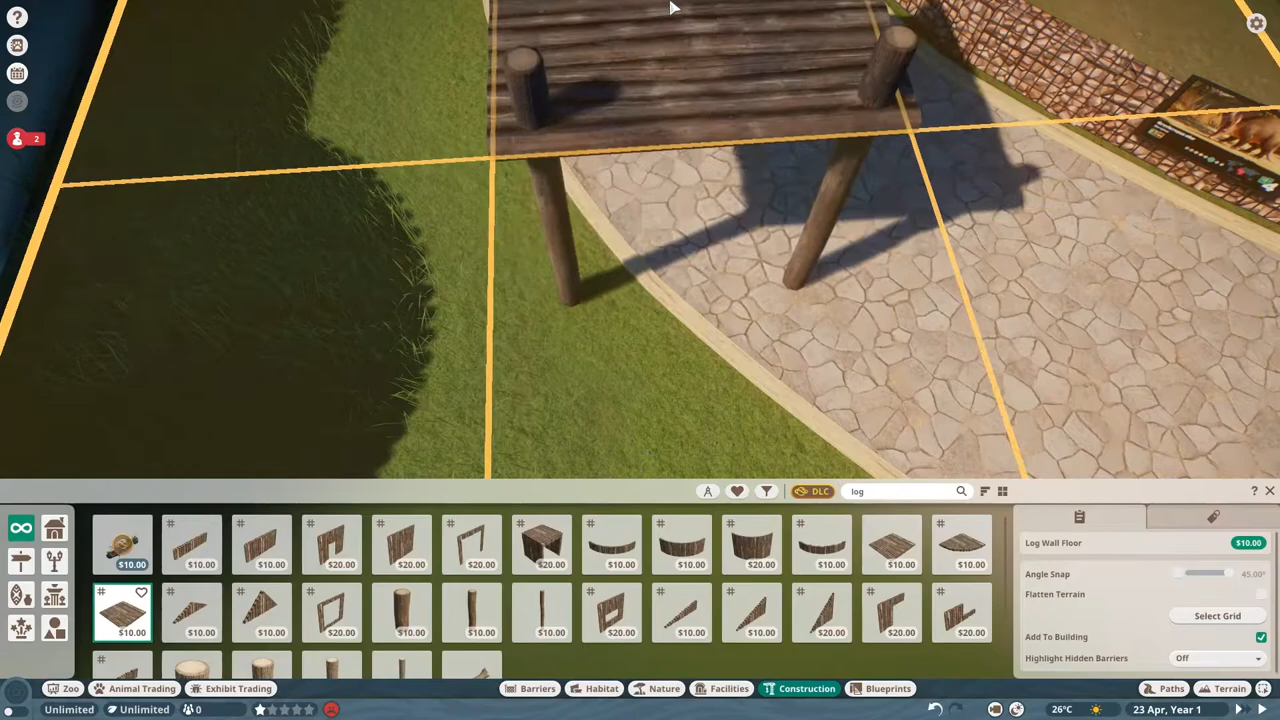 ?
2
DLC
log
?
$10.00
$10.00
$10.00
$20.00
$20.00
$20.00
$20.00
$10.00
$10.00
$20.00
$10.00
$10.00
$10.00
$10.00
$10.00
$10.00
$20.00
$10.00
$10.00
$10.00
$20.00
$10.00
$10.00
$20.00
$20.00
$20.00
Log Wall Floor
$10.00
Angle Snap
45.00°
Flatten Terrain
Select Grid
Add To Building
Highlight Hidden Barriers
Off
Zoo
Animal Trading
Exhibit Trading
Barriers
Habitat
Nature
Facilities
Construction
Blueprints
Paths
Terrain
Unlimited
Unlimited
0
26°C
23 Apr, Year 1